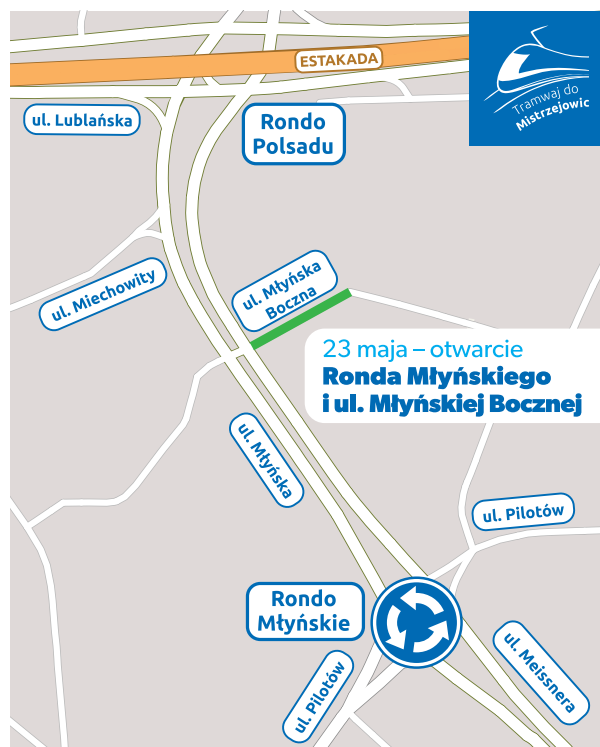 ESTAKADA
Tramwaj do
Mistrzejowic
ul. Lublańska
Rondo
Polsadu
ul. Miechowity
ul. Młyńska
Boczna
23 maja – otwarcie
Ronda Młyńskiego
i ul. Młyńskiej Bocznej
ul. Młyńska
ul. Pilotów
Rondo
Młyńskie
ul. Pilotów
ul. Meissnera